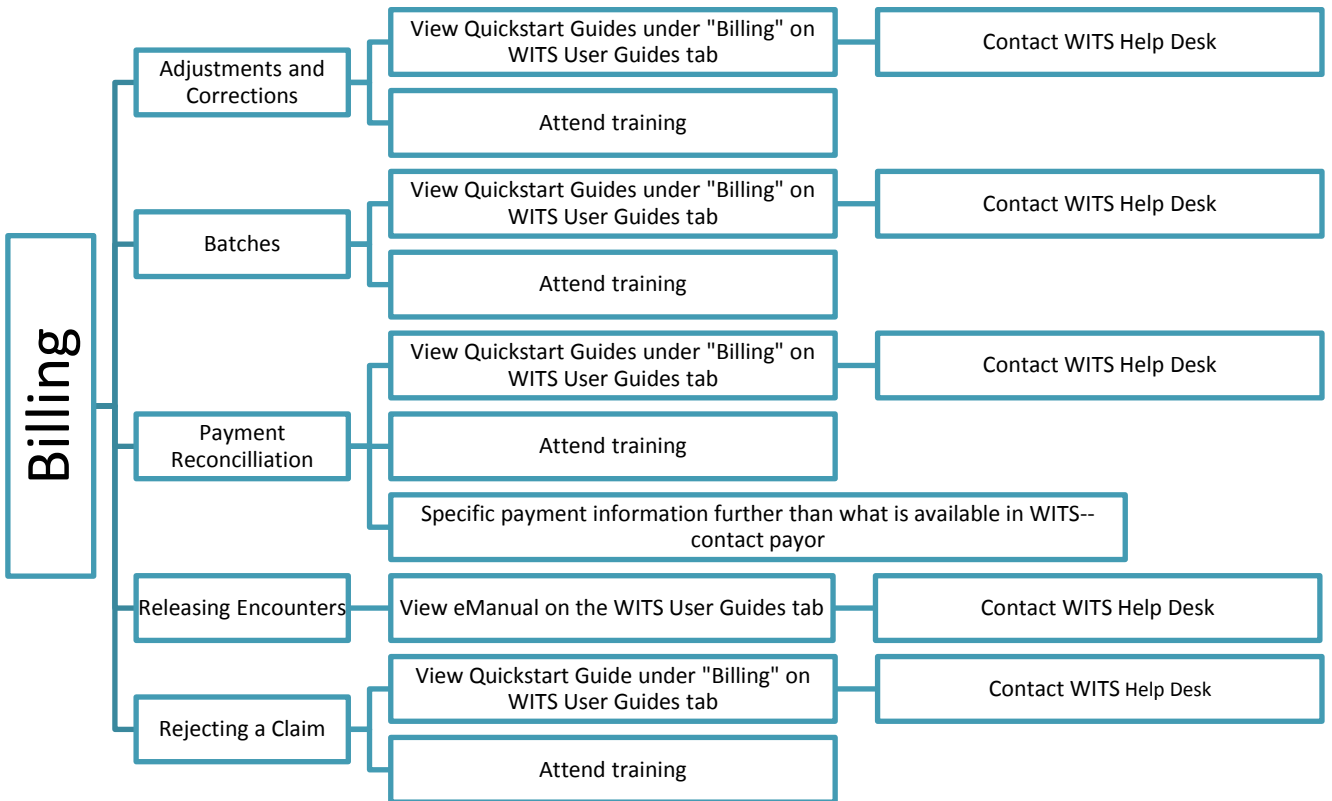 Billing
Adjustments and
Corrections
View Quickstart Guides under "Billing" on
WITS User Guides tab
Contact WITS Help Desk
Attend training
Batches
View Quickstart Guides under "Billing" on
WITS User Guides tab
Contact WITS Help Desk
Attend training
Payment
Reconcilliation
View Quickstart Guides under "Billing" on
WITS User Guides tab
Contact WITS Help Desk
Attend training
Specific payment information further than what is available in WITS--
contact payor
Releasing Encounters
View eManual on the WITS User Guides tab
Contact WITS Help Desk
Rejecting a Claim
View Quickstart Guide under "Billing" on
WITS User Guides tab
Contact WITS Help Desk
Attend training